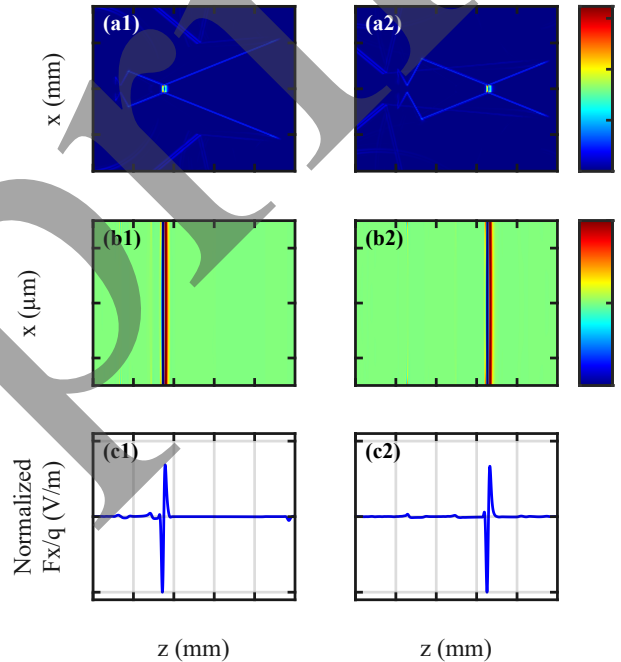 (a1) (a2)
x (mm)
(b1) (b2)
x (μm)
(c1) (c2)
Normalized
Fx/q (V/m)
z (mm) z (mm)